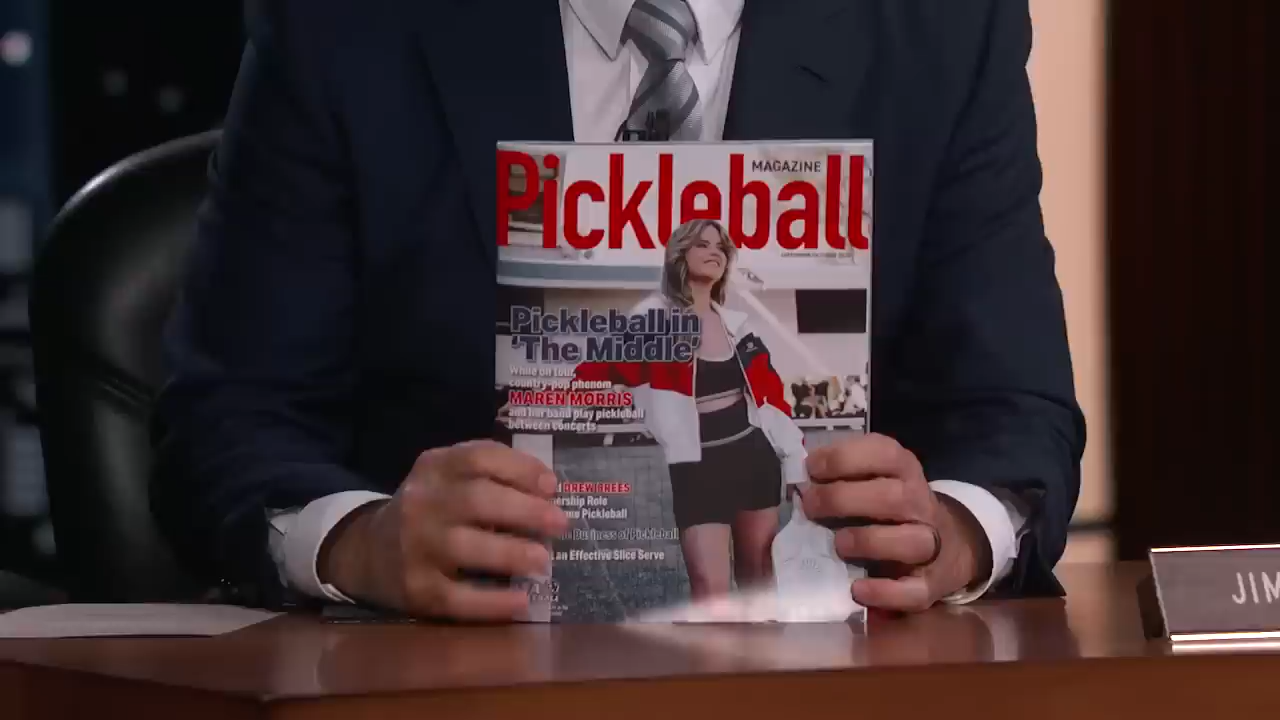 MAGAZINE
Pickleball
Pickleball in
'The Middle'
While on tour,
country-pop phenom
MAREN MORRIS
and her band play pickleball
between concerts
DREW BREES
Role
Pickleball
Business of Pickleball
an Effective Slice Serve
JIM